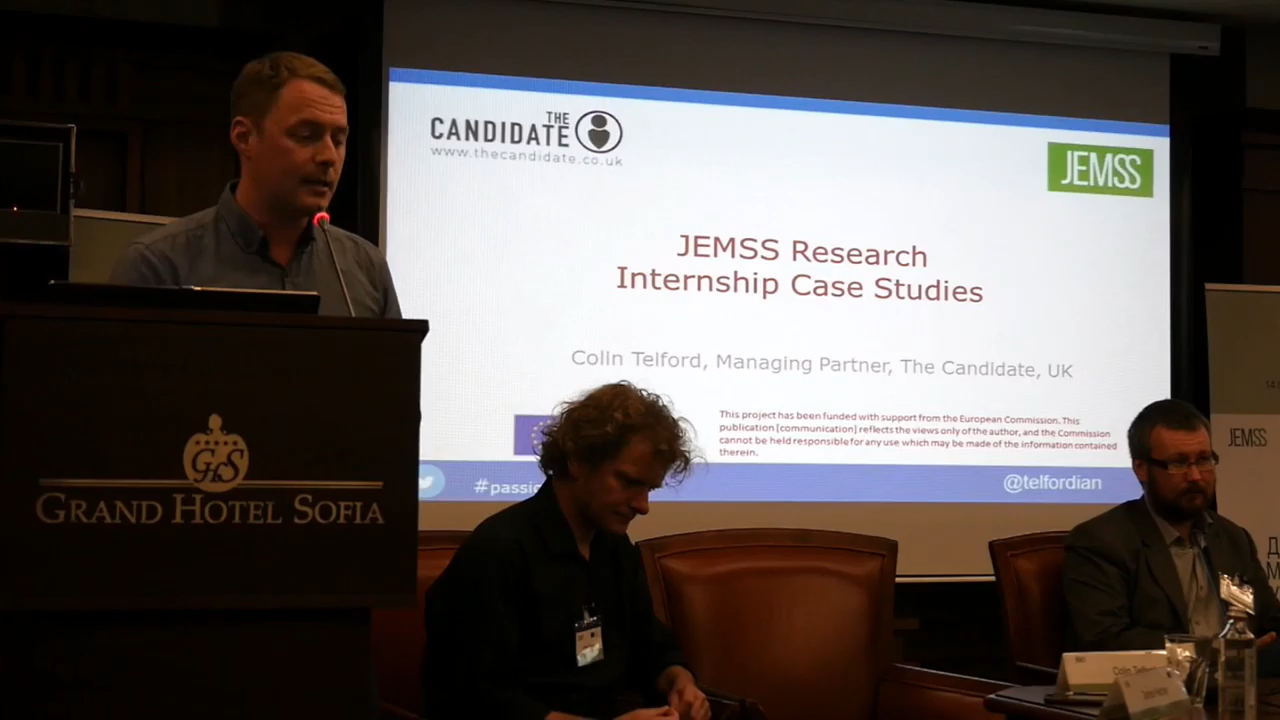 THE
CANDIDATE
www.thecandidate.co.uk
JEMSS
JEMSS Research
Internship Case Studies
Colin Telford, Managing Partner, The Candidate, UK
This project has been funded with support from the European Commission. This
publication [communication] reflects the views only of the author, and the Commission
cannot be held responsible for any use which may be made of the information contained
therein.
@telfordian
GHS
GRAND HOTEL SOFIA
JEMSS
Colin